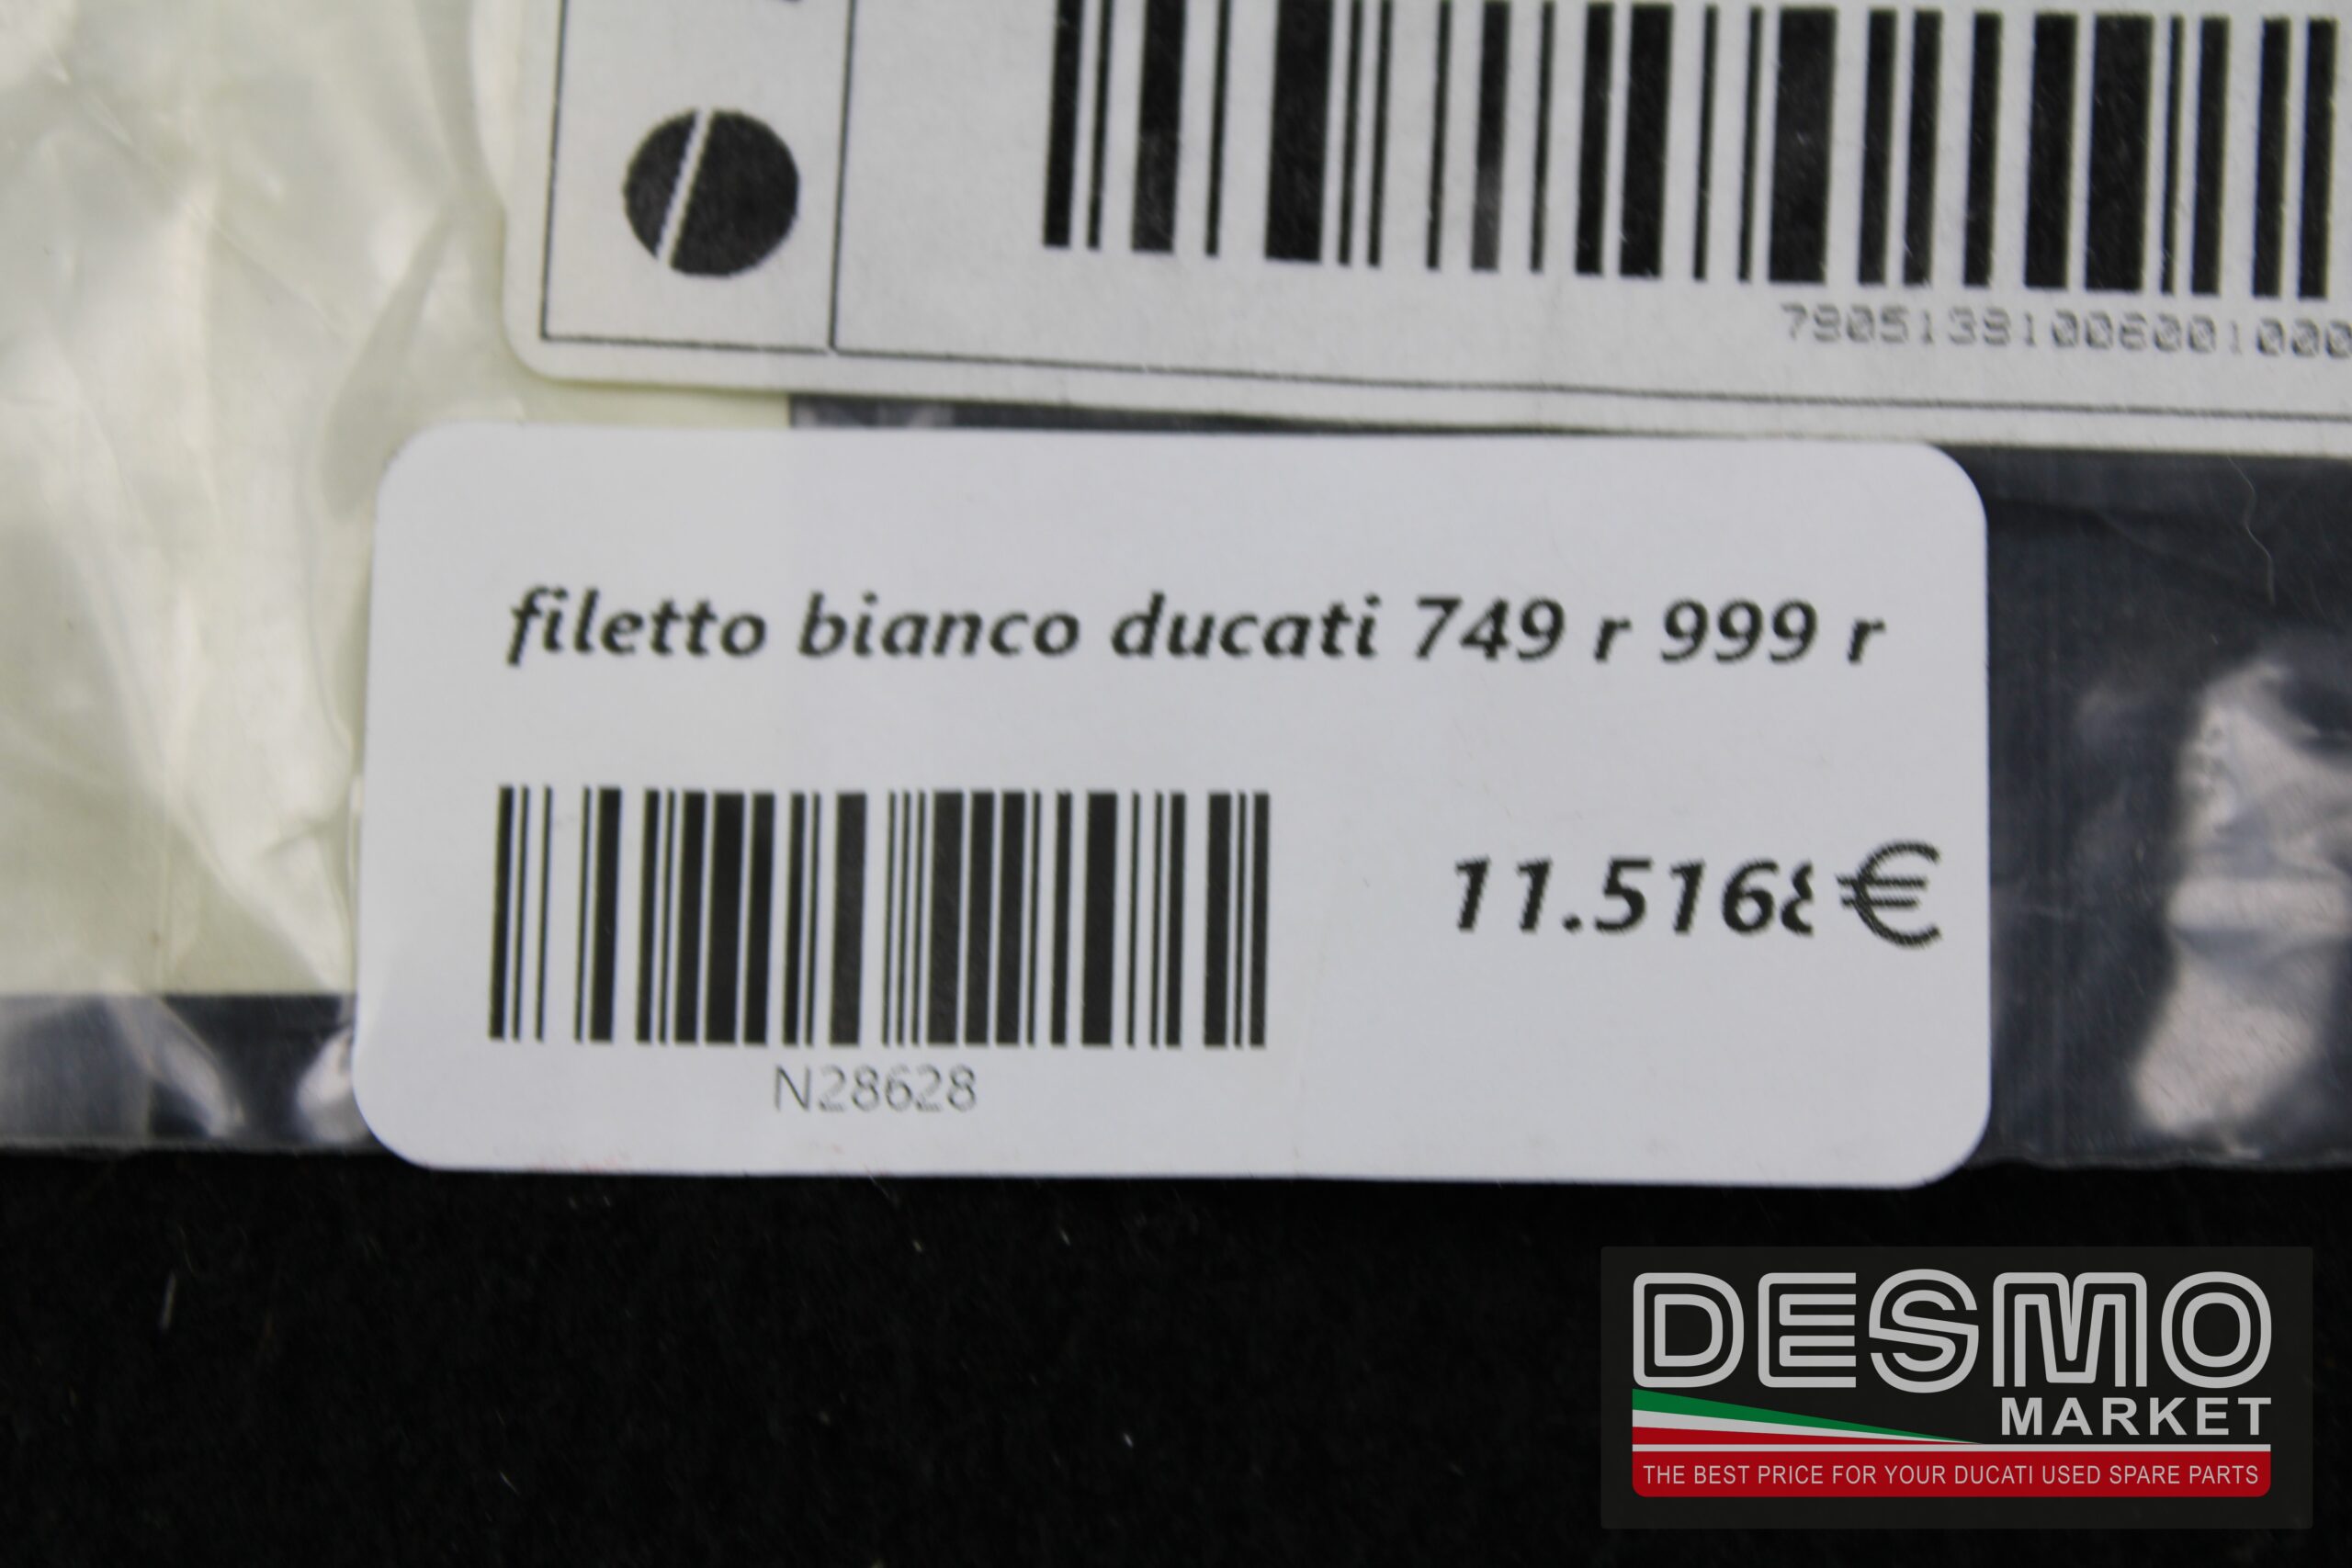 filetto bianco ducati 749 r 999 r
11.516 €
N28628
DESMO
MARKET
THE BEST PRICE FOR YOUR DUCATI USED SPARE PARTS